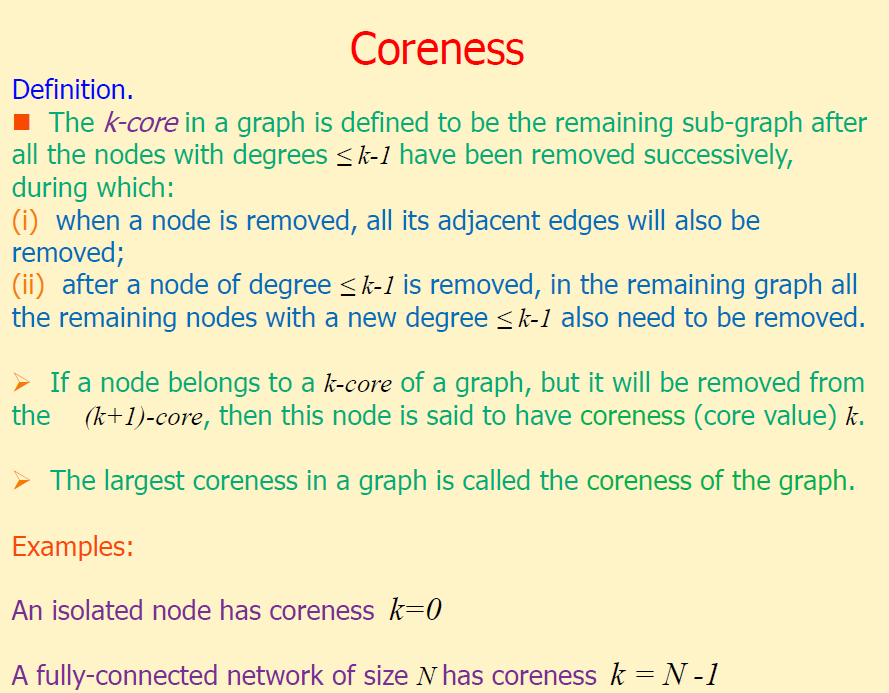 Coreness
Definition.
■ The k-core in a graph is defined to be the remaining sub-graph after
all the nodes with degrees ≤ k-1 have been removed successively,
during which:
(i) when a node is removed, all its adjacent edges will also be
removed;
(ii) after a node of degree ≤ k-1 is removed, in the remaining graph all
the remaining nodes with a new degree ≤ k-1 also need to be removed.
➢ If a node belongs to a k-core of a graph, but it will be removed from
the (k+1)-core, then this node is said to have coreness (core value) k.
➢ The largest coreness in a graph is called the coreness of the graph.
Examples:
An isolated node has coreness k=0
A fully-connected network of size N has coreness k = N -1